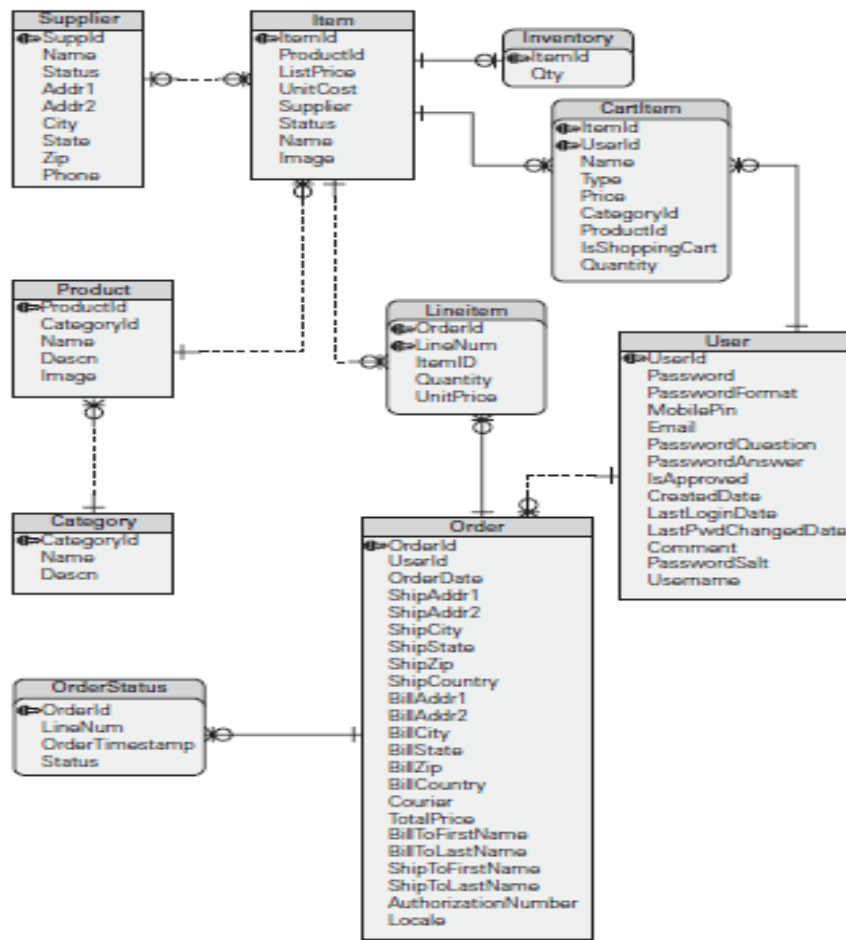 Supplier
SuppId
Name
Status
Addr1
Addr2
City
State
Zip
Phone
Item
ItemId
ProductId
ListPrice
UnitCost
Supplier
Status
Name
Image
Inventory
ItemId
Qty
CartItem
ItemId
UserId
Name
Type
Price
CategoryId
ProductId
IsShoppingCart
Quantity
Product
ProductId
CategoryId
Name
Descn
Image
Lineitem
OrderId
LineNum
ItemID
Quantity
UnitPrice
User
UserId
Password
PasswordFormat
MobilePin
Email
PasswordQuestion
PasswordAnswer
IsApproved
CreatedDate
LastLoginDate
LastPwdChangedDate
Comment
PasswordSalt
Username
Category
CategoryId
Name
Descn
Order
OrderId
UserId
OrderDate
ShipAddr1
ShipAddr2
ShipCity
ShipState
ShipZip
ShipCountry
BillAddr1
BillAddr2
BillCity
BillState
BillZip
BillCountry
Courier
TotalPrice
BillToFirstName
BillToLastName
ShipToFirstName
ShipToLastName
AuthorizationNumber
Locale
OrderStatus
OrderId
LineNum
OrderTimestamp
Status